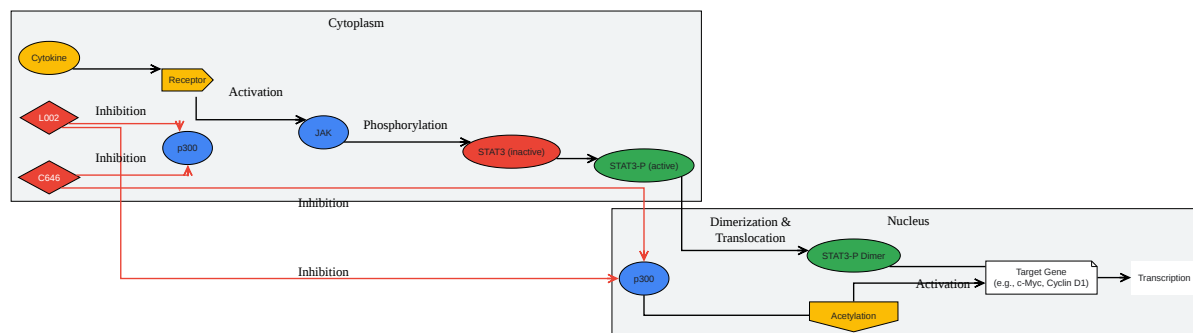 Cytoplasm
Cytokine
Receptor
Activation
L002
Inhibition
p300
JAK
Phosphorylation
STAT3 (inactive)
Inhibition
C646
STAT3-P (active)
Inhibition
Nucleus
Dimerization &
Translocation
STAT3-P Dimer
Inhibition
p300
Activation
Target Gene
(e.g., c-Myc, Cyclin D1)
Transcription
Acetylation